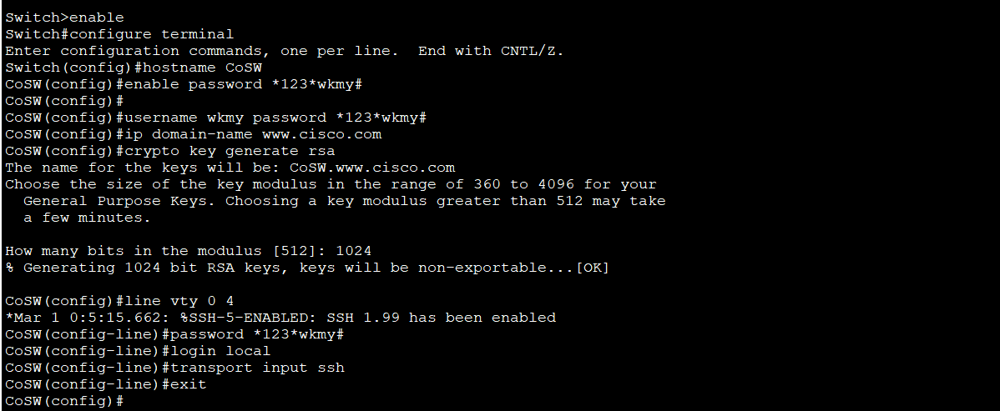 Switch>enable
Switch#configure terminal
Enter configuration commands, one per line.  End with CNTL/Z.
Switch(config)#hostname CoSW
CoSW(config)#enable password *123*wkmy#
CoSW(config)#
CoSW(config)#username wkmy password *123*wkmy#
CoSW(config)#ip domain-name www.cisco.com
CoSW(config)#crypto key generate rsa
The name for the keys will be: CoSW.www.cisco.com
Choose the size of the key modulus in the range of 360 to 4096 for your
  General Purpose Keys. Choosing a key modulus greater than 512 may take
  a few minutes.

How many bits in the modulus [512]: 1024
% Generating 1024 bit RSA keys, keys will be non-exportable...[OK]

CoSW(config)#line vty 0 4
*Mar 1 0:5:15.662: %SSH-5-ENABLED: SSH 1.99 has been enabled
CoSW(config-line)#password *123*wkmy#
CoSW(config-line)#login local
CoSW(config-line)#transport input ssh
CoSW(config-line)#exit
CoSW(config)#